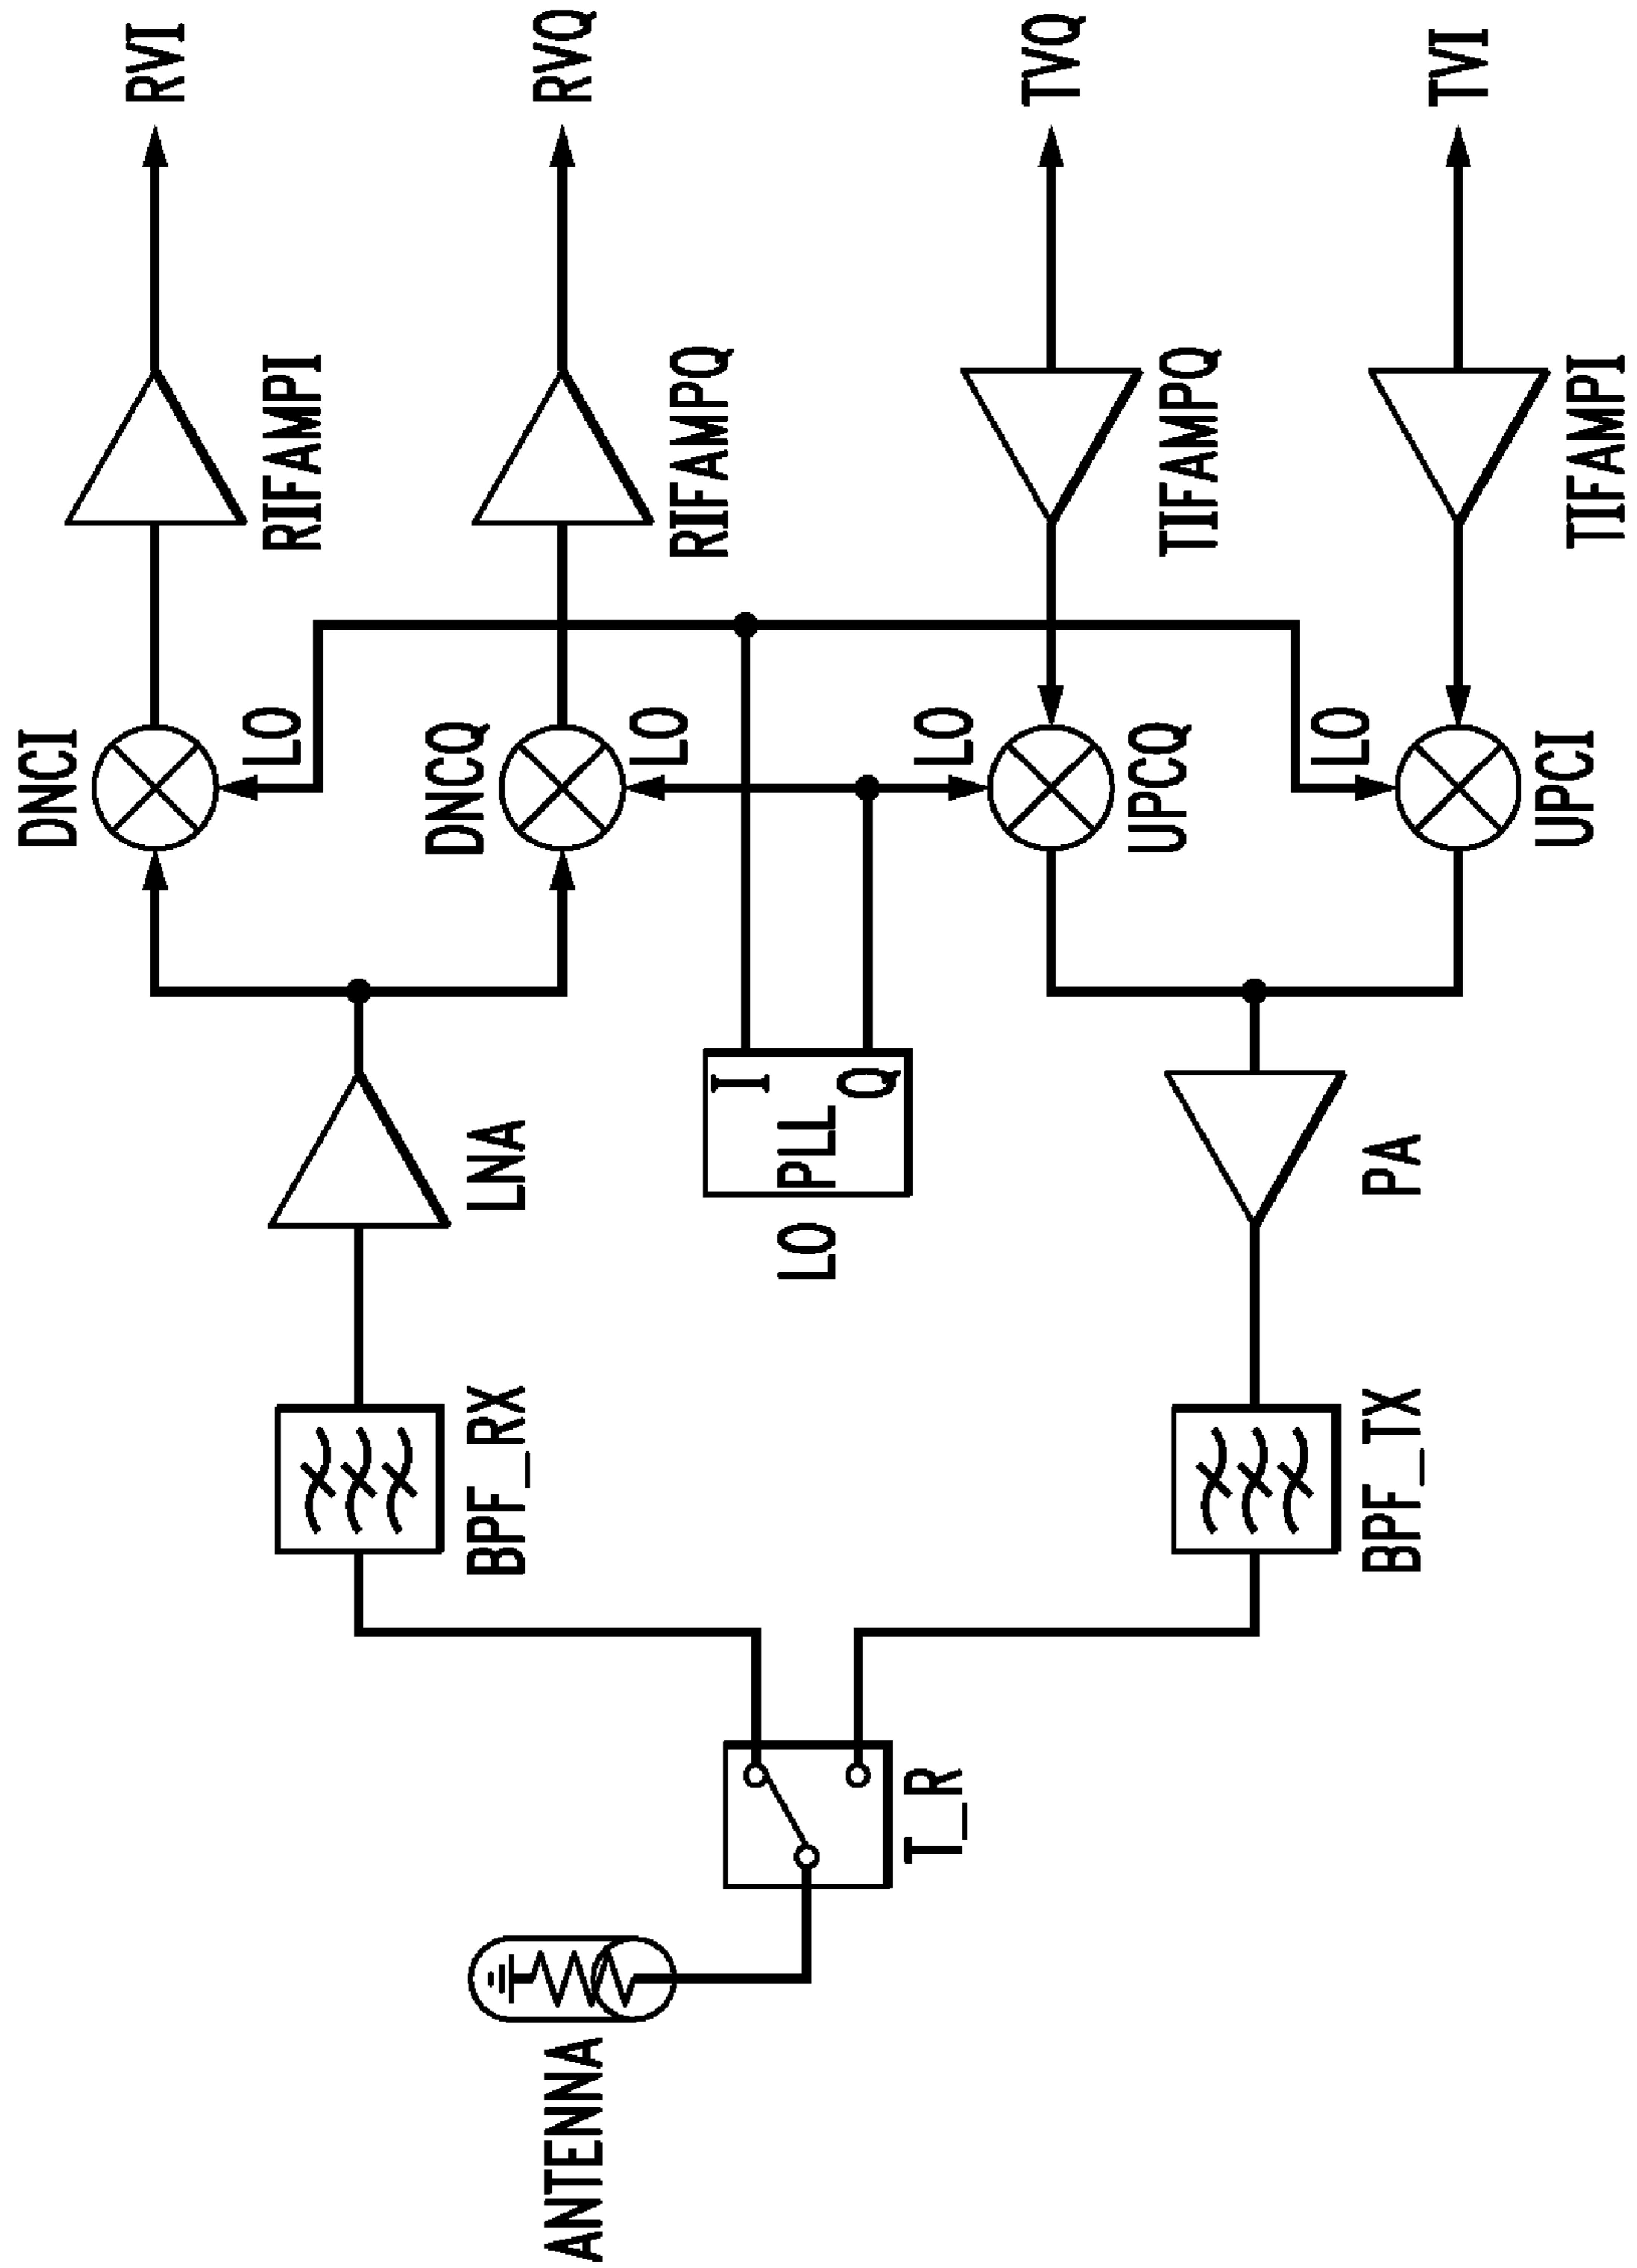 RVI
RVQ
TVQ
TVI
RIFAMPI
RIFAMPQ
TIFAMPQ
TIFAMPI
DNCI
LO
DNCQ
LO
LO
UPCQ
LO
UPCI
LNA
I
Q
PLL
LO
PA
BPF_RX
BPF_TX
T_R
ANTENNA